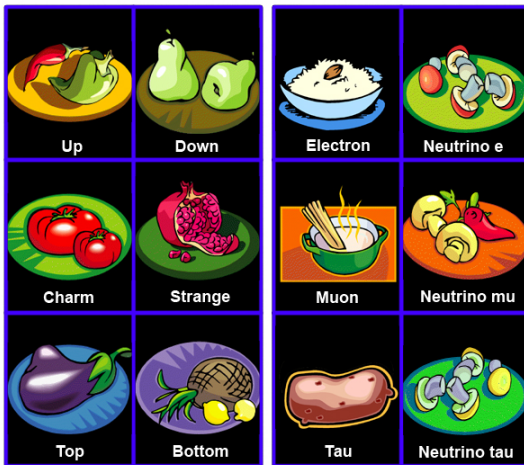 Up
Down
Electron
Neutrino e
Charm
Strange
Muon
Neutrino mu
Top
Bottom
Tau
Neutrino tau